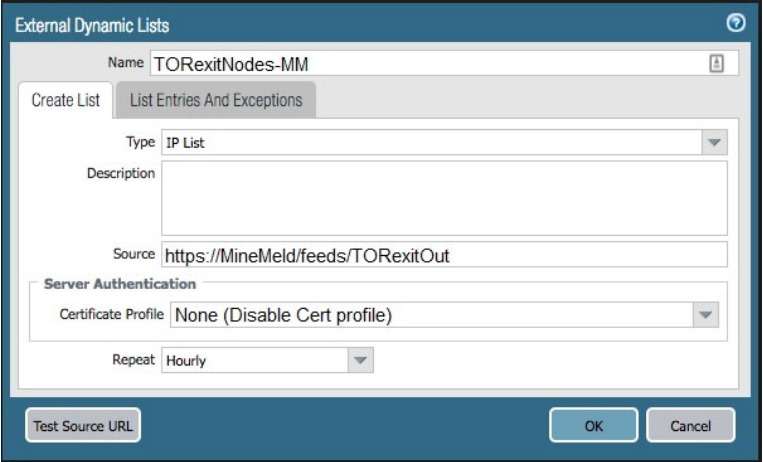 External Dynamic Lists
Name TORexitNodes-MM
Create List List Entries And Exceptions
Type IP List
Description
Source https://MineMeld/feeds/TORexitOut
Server Authentication
Certificate Profile None (Disable Cert profile)
Repeat Hourly
Test Source URL OK Cancel